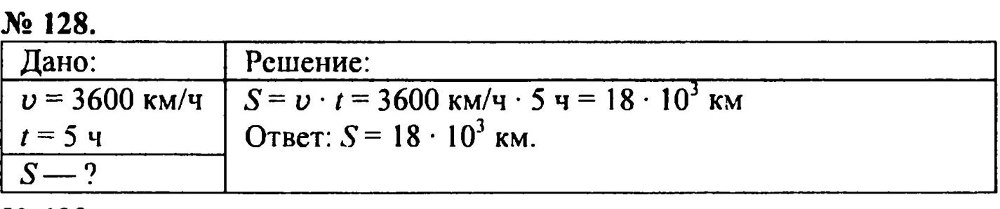 № 128.
Дано:
Решение:
υ = 3600 км/ч
t = 5 ч
S — ?
S = υ · t = 3600 км/ч · 5 ч = 18 · 10³ км
Ответ: S = 18 · 10³ км.